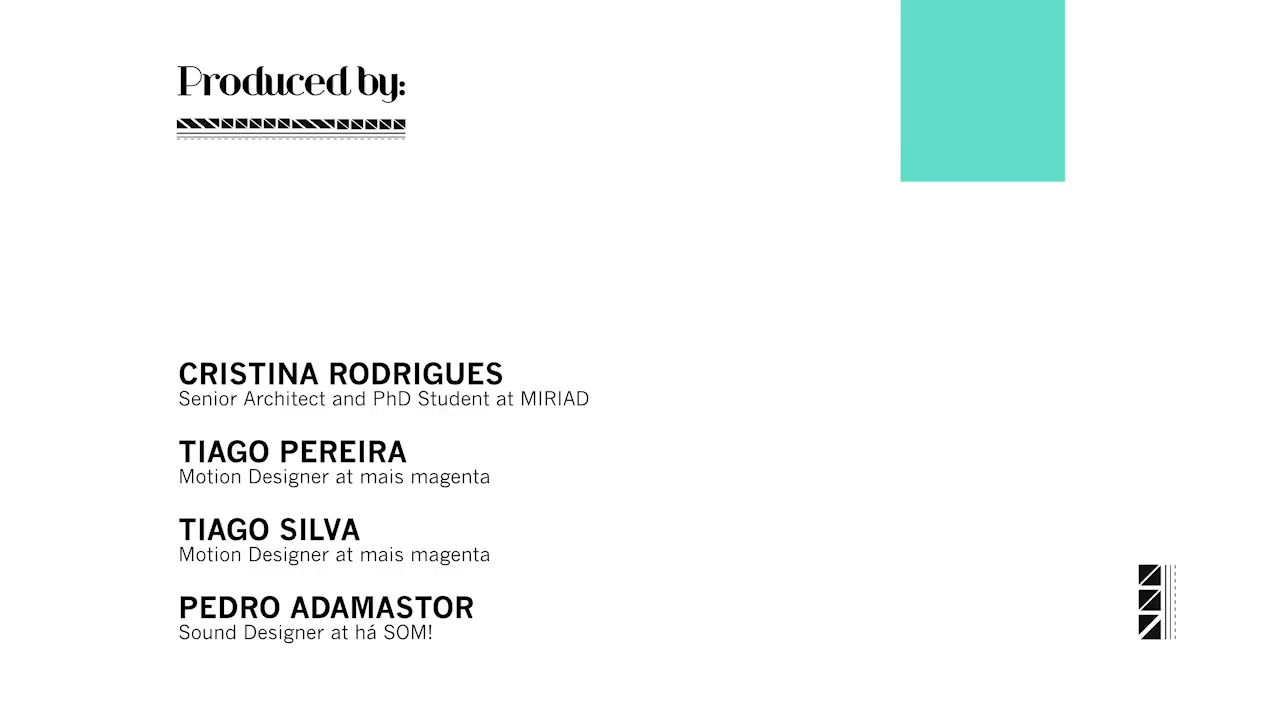 Produced by:
CRISTINA RODRIGUES
Senior Architect and PhD Student at MIRIAD
TIAGO PEREIRA
Motion Designer at mais magenta
TIAGO SILVA
Motion Designer at mais magenta
PEDRO ADAMASTOR
Sound Designer at há SOM!